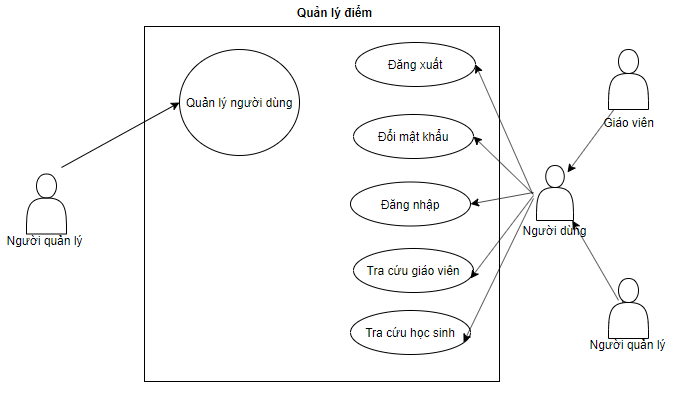 Quản lý điểm
Đăng xuất
Quản lý người dùng
Đổi mật khẩu
Giáo viên
Đăng nhập
Người quản lý
Người dùng
Tra cứu giáo viên
Tra cứu học sinh
Người quản lý